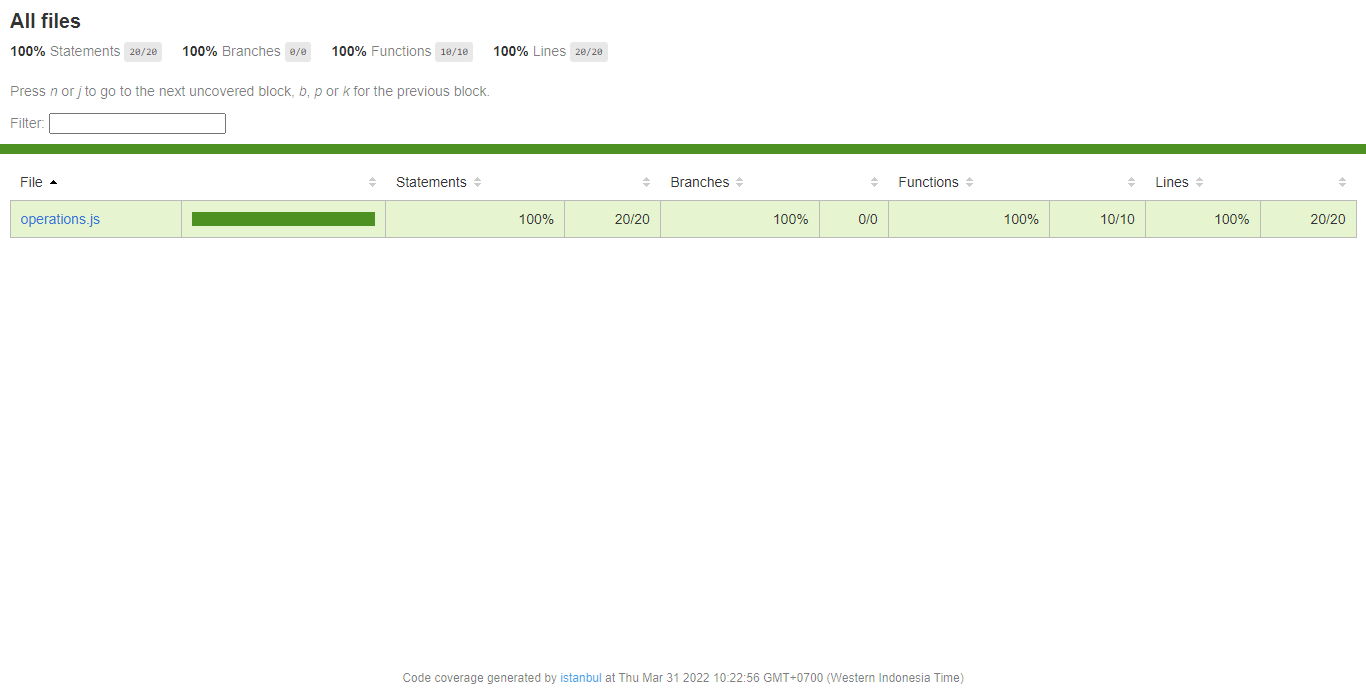 All files
100% Statements 20/20 100% Branches 0/0 100% Functions 10/10 100% Lines 20/20
Press n or j to go to the next uncovered block, b, p or k for the previous block.
Filter:
File Statements Branches Functions Lines
operations.js 100% 20/20 100% 0/0 100% 10/10 100% 20/20
Code coverage generated by istanbul at Thu Mar 31 2022 10:22:56 GMT+0700 (Western Indonesia Time)